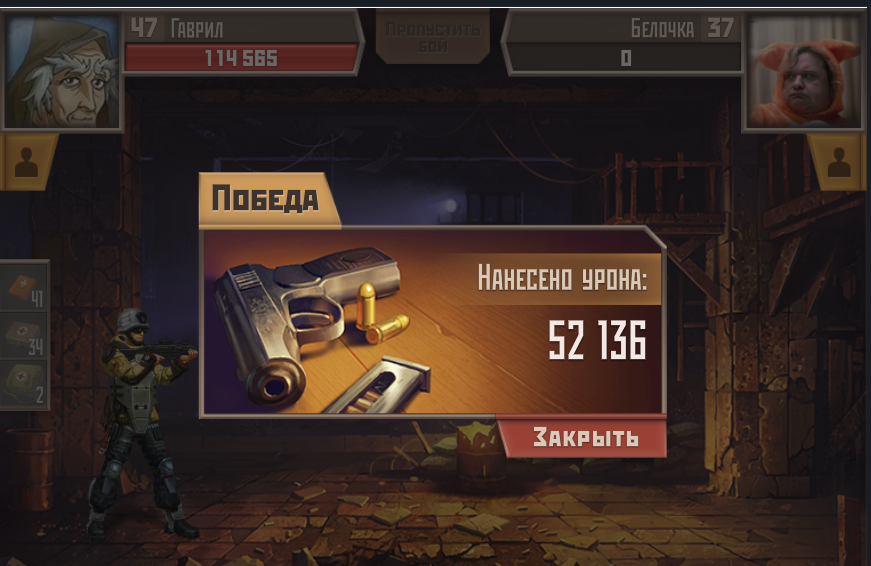 47 Гаврил
114 565
Пропустить
бой
Белочка 37
0
Победа
Нанесено урона:
52 136
Закрыть
41
34
2